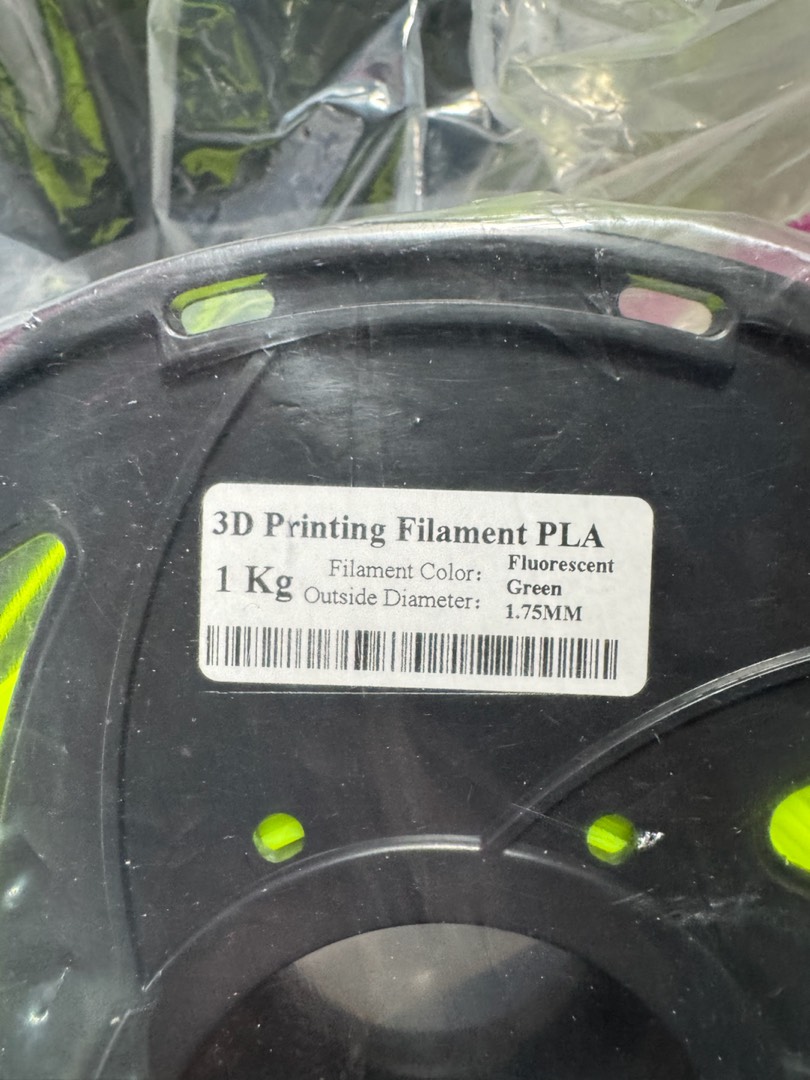 3D Printing Filament PLA
1 Kg
Filament Color: Fluorescent Green
Outside Diameter: 1.75MM